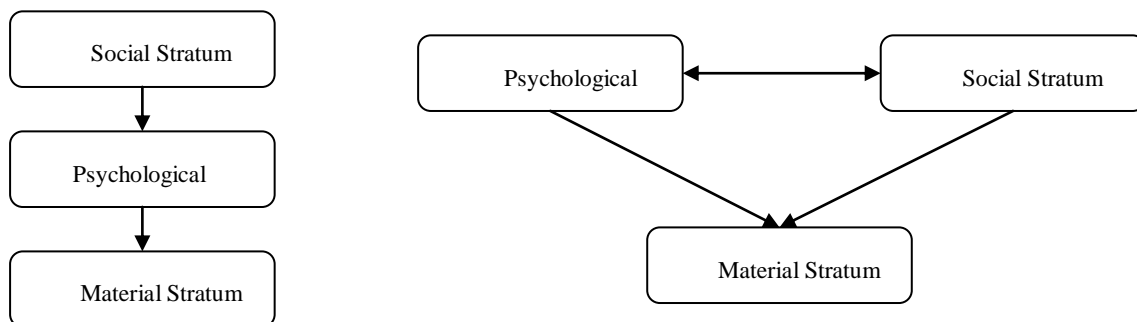 Social Stratum
Psychological
Material Stratum
Psychological
Social Stratum
Material Stratum